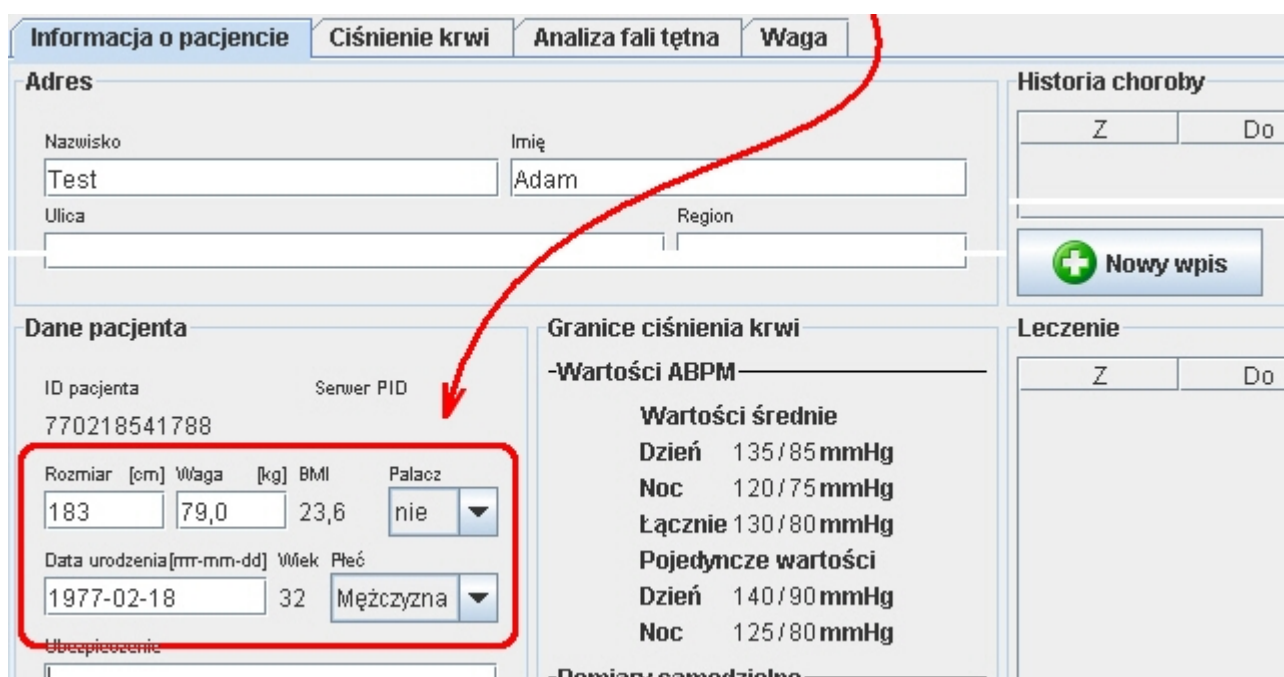 Informacja o pacjencie Ciśnienie krwi Analiza fali tętna Waga
Adres
Nazwisko Imię
Test Adam
Ulica Region
Historia choroby
Z Do
Nowy wpis
Dane pacjenta
ID pacjenta Serwer PID
770218541788
Rozmiar [cm] Waga [kg] BMI Palacz
183 79,0 23,6 nie
Data urodzenia[rrrr-mm-dd] Wiek Płeć
1977-02-18 32 Mężczyzna
Ubezpieczenie
Granice ciśnienia krwi
Wartości ABPM
Wartości średnie
Dzień 135/85 mmHg
Noc 120/75 mmHg
Łącznie 130/80 mmHg
Pojedyncze wartości
Dzień 140/90 mmHg
Noc 125/80 mmHg
Pomiary samodzielne
Leczenie
Z Do